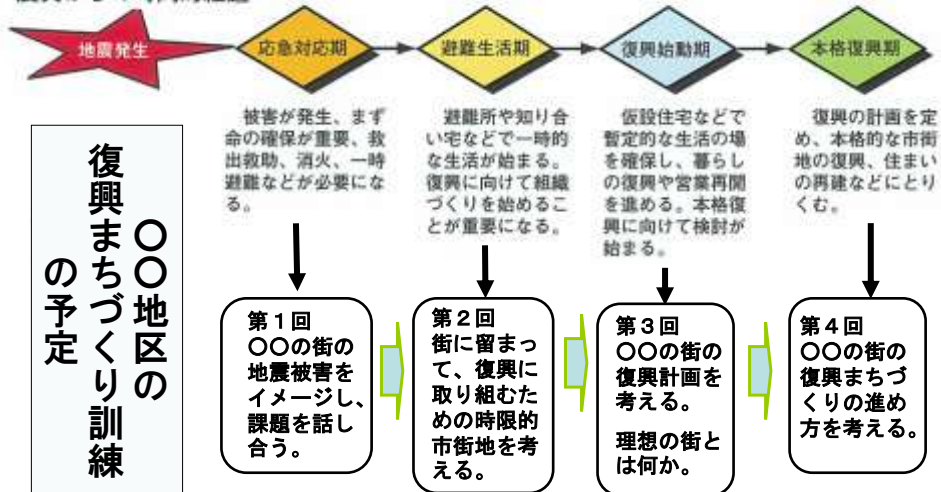 地震発生
応急対応期
避難生活期
復興始動期
本格復興期
被害が発生、まず
命の確保が重要、救
出救助、消火、一時
避難などが必要にな
る。
避難所や知り合
い宅などで一時的
な生活が始まる。
復興に向けて組織
づくりを始めるこ
とが重要になる。
仮設住宅などで
暫定的な生活の場
を確保し、暮らし
の復興や営業再開
を進める。本格復
興に向けて検討が
始まる。
復興の計画を定
め、本格的な市街
地の復興、住まい
の再建などにとり
くむ。
〇〇地区の
復興まちづくり訓練
の予定
第1回
〇〇の街の
地震被害を
イメージし、
課題を話し
合う。
第2回
街に留まっ
て、復興に
取り組むた
めの時限的
市街地を考
える。
第3回
〇〇の街の
復興計画を
考える。
理想の街と
は何か。
第4回
〇〇の街の
復興まちづ
くりの進め
方を考える。